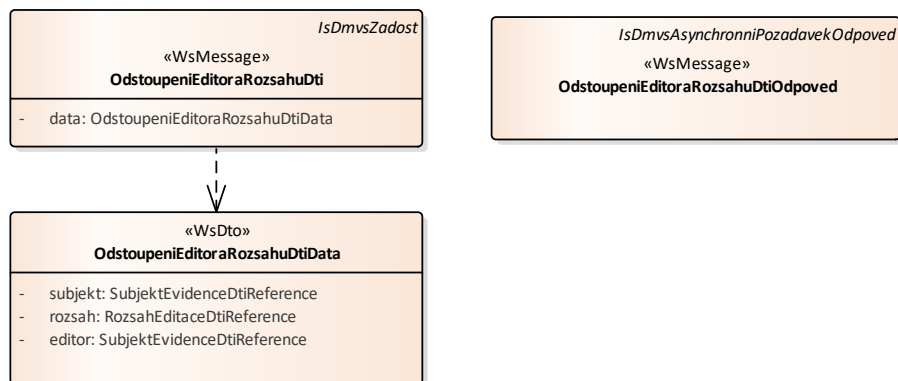 IsDmvsZadost
«WsMessage»
OdstoupeniEditoraRozsahuDti
- data: OdstoupeniEditoraRozsahuDtiData
IsDmvsAsynchronniPozadavekOdpoved
«WsMessage»
OdstoupeniEditoraRozsahuDtiOdpoved
«WsDto»
OdstoupeniEditoraRozsahuDtiData
- subjekt: SubjektEvidenceDtiReference
- rozsah: RozsahEditaceDtiReference
- editor: SubjektEvidenceDtiReference